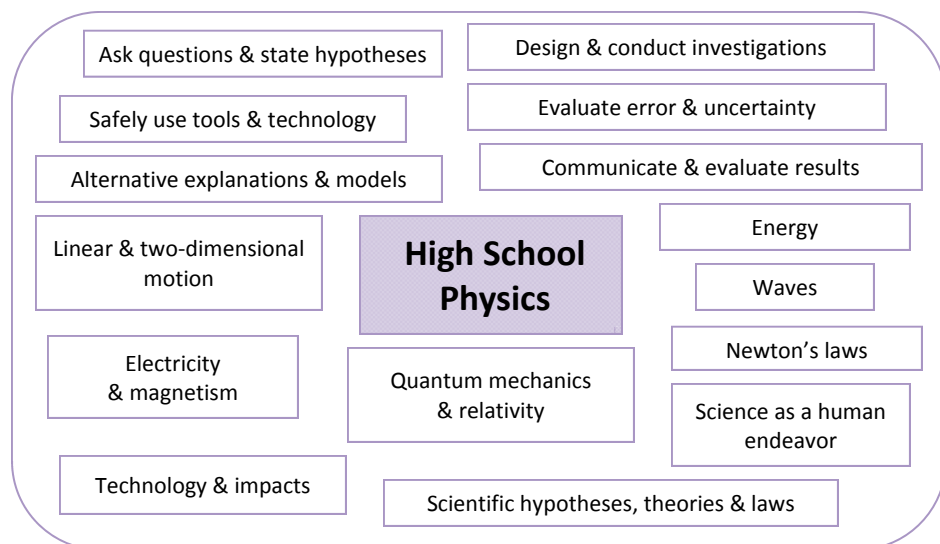 Ask questions & state hypotheses
Design & conduct investigations
Safely use tools & technology
Evaluate error & uncertainty
Alternative explanations & models
Communicate & evaluate results
Linear & two-dimensional
motion
High School
Physics
Energy
Waves
Electricity
& magnetism
Quantum mechanics
& relativity
Newton’s laws
Science as a human
endeavor
Technology & impacts
Scientific hypotheses, theories & laws